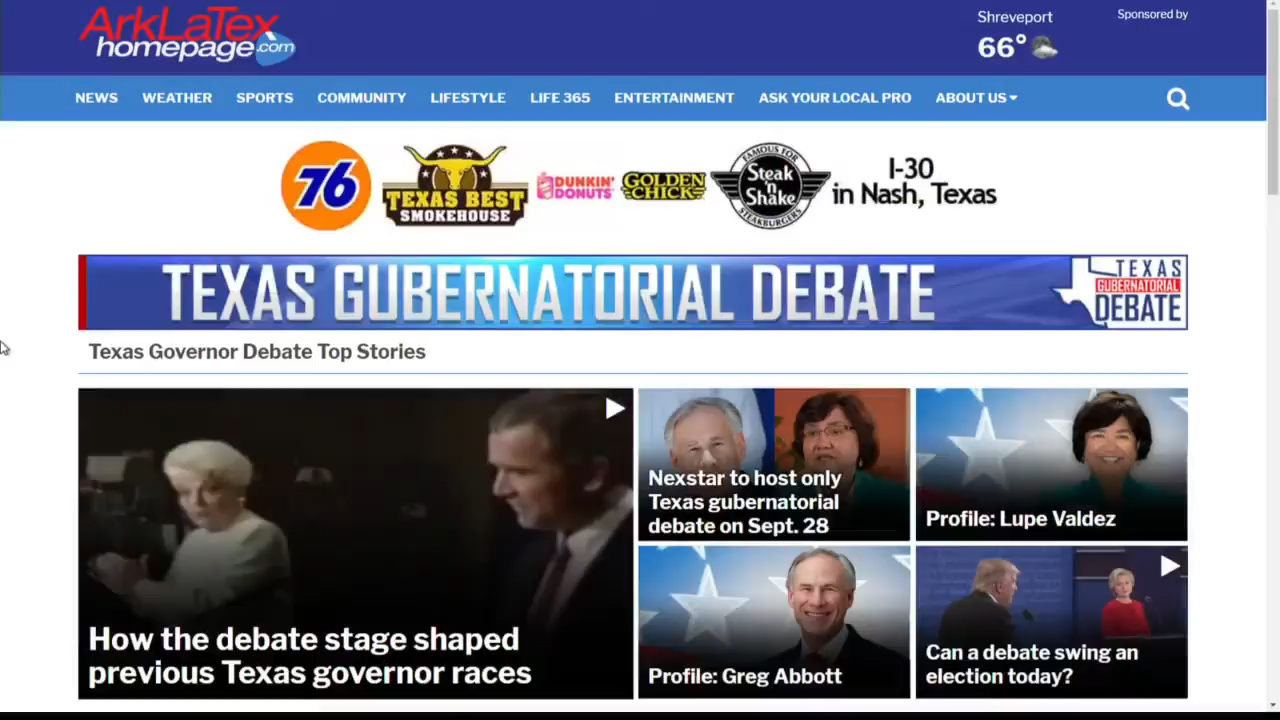 ArkLaTex
homepage.com
Shreveport
66°
Sponsored by
NEWS WEATHER SPORTS COMMUNITY LIFESTYLE LIFE 365 ENTERTAINMENT ASK YOUR LOCAL PRO ABOUT US
76
TEXAS BEST
SMOKEHOUSE
DUNKIN'
DONUTS
GOLDEN
CHICK
FAMOUS FOR
Steak
'n
Shake
STEAKBURGERS
I-30
in Nash, Texas
TEXAS GUBERNATORIAL DEBATE
TEXAS
GUBERNATORIAL
DEBATE
Texas Governor Debate Top Stories
How the debate stage shaped
previous Texas governor races
Nexstar to host only
Texas gubernatorial
debate on Sept. 28
Profile: Lupe Valdez
Profile: Greg Abbott
Can a debate swing an
election today?